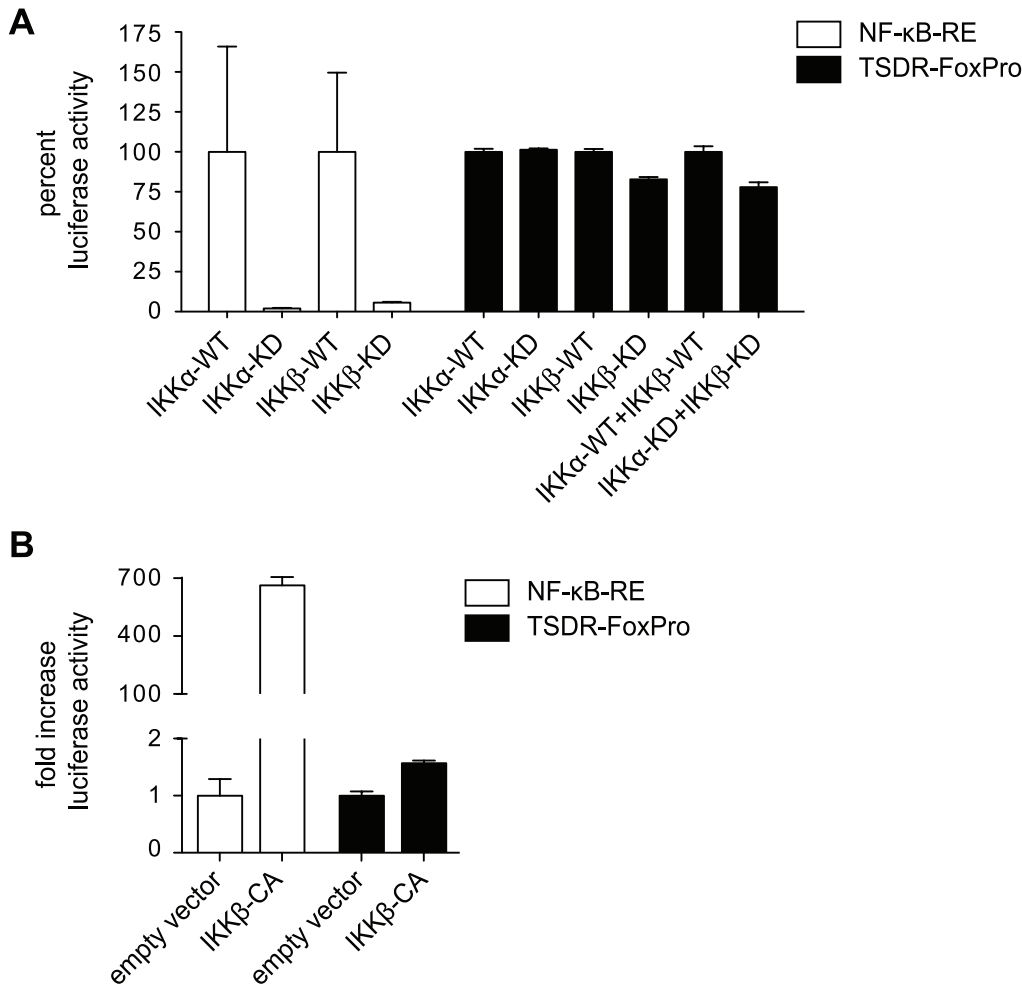 A
175
150
125
100
75
50
25
0
percent
luciferase activity
NF-κB-RE
TSDR-FoxPro
IKKα-WT
IKKα-KD
IKKβ-WT
IKKβ-KD
IKKα-WT
IKKα-KD
IKKβ-WT
IKKβ-KD
IKKα-WT+IKKβ-WT
IKKα-KD+IKKβ-KD
B
700
400
100
2
1
0
fold increase
luciferase activity
NF-κB-RE
TSDR-FoxPro
empty vector
IKKβ-CA
empty vector
IKKβ-CA